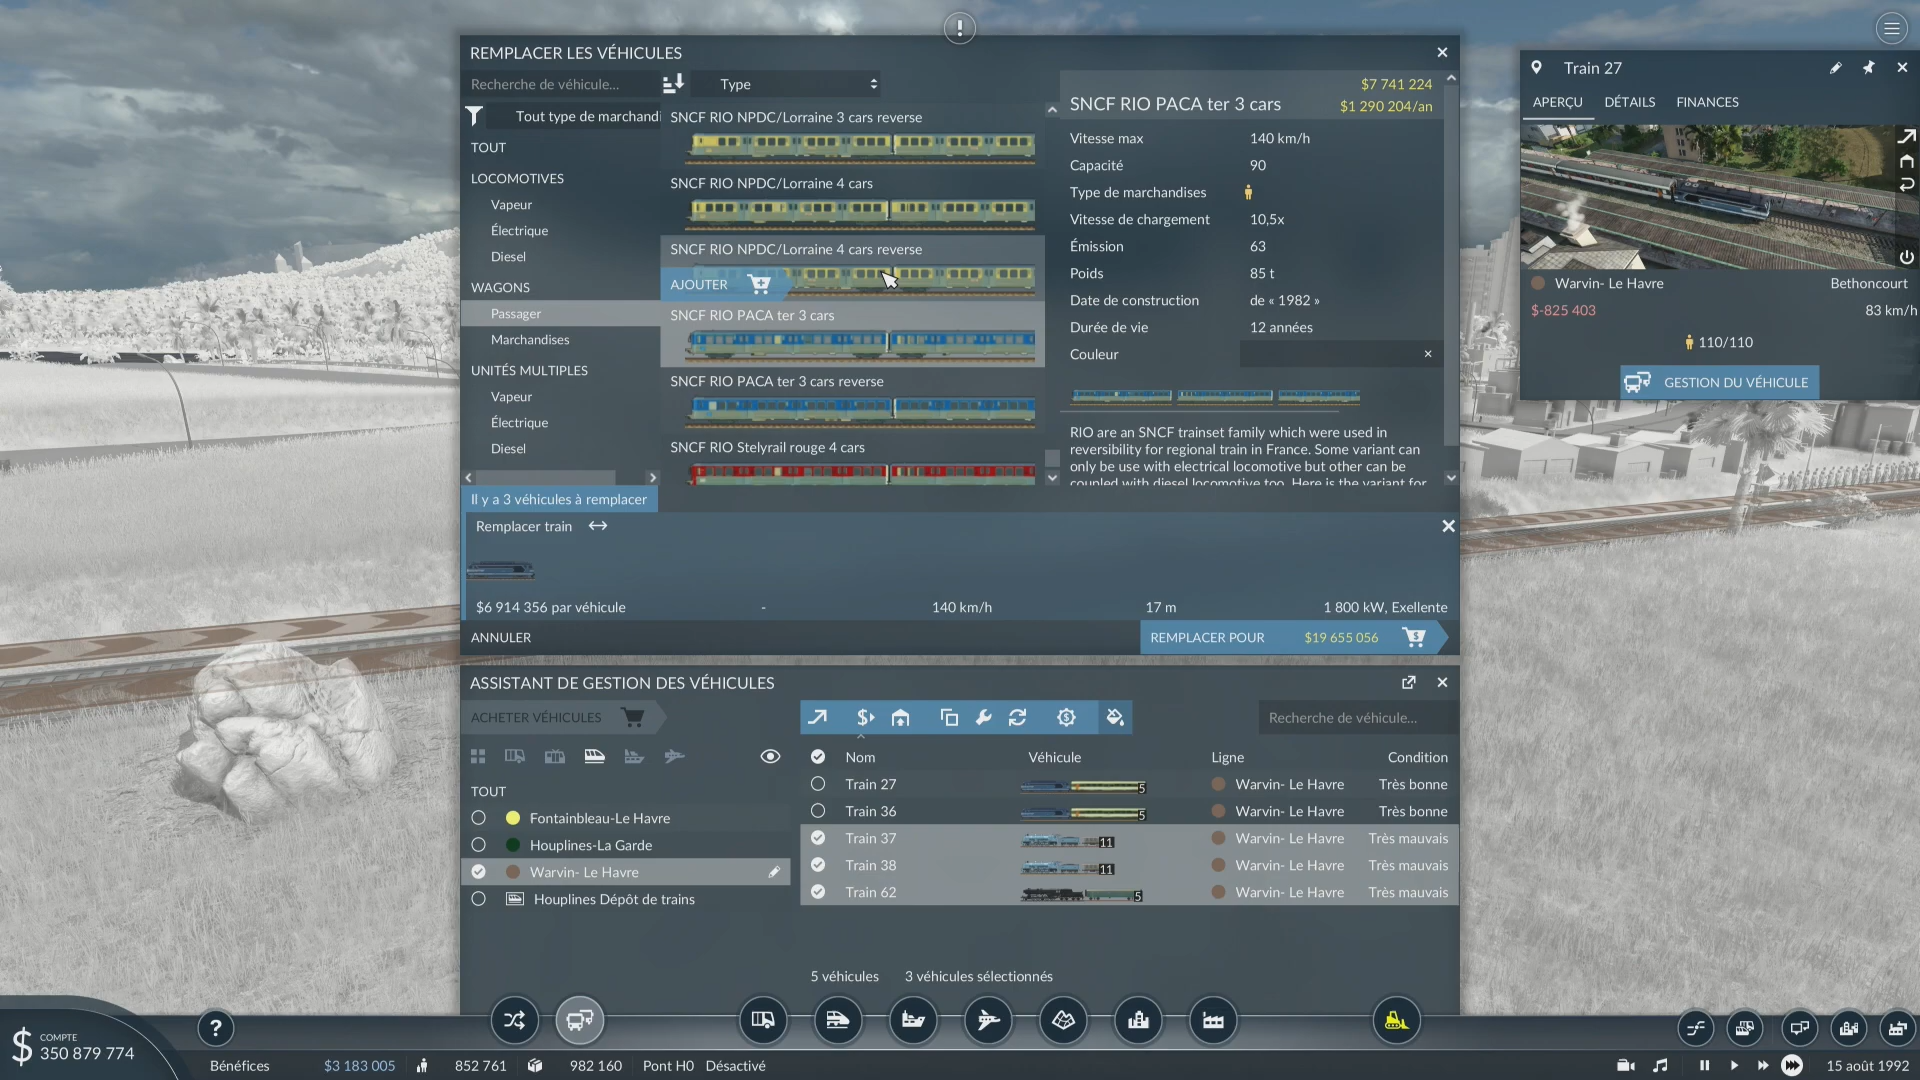 REMPLACER LES VÉHICULES
Recherche de véhicule...
Type
Tout type de marchandi
TOUT
LOCOMOTIVES
Vapeur
Électrique
Diesel
WAGONS
Passager
Marchandises
UNITÉS MULTIPLES
Vapeur
Électrique
Diesel
SNCF RIO NPDC/Lorraine 3 cars reverse
SNCF RIO NPDC/Lorraine 4 cars
SNCF RIO NPDC/Lorraine 4 cars reverse
AJOUTER
SNCF RIO PACA ter 3 cars
SNCF RIO PACA ter 3 cars reverse
SNCF RIO Stelyrail rouge 4 cars
$7 741 224
SNCF RIO PACA ter 3 cars
$1 290 204/an
Vitesse max 140 km/h
Capacité 90
Type de marchandises
Vitesse de chargement 10,5x
Émission 63
Poids 85 t
Date de construction de « 1982 »
Durée de vie 12 années
Couleur
RIO are an SNCF trainset family which were used in
reversibility for regional train in France. Some variant can
only be use with electrical locomotive but other can be
coupled with diesel locomotive too. Here is the variant for
Il y a 3 véhicules à remplacer
Remplacer train
$6 914 356 par véhicule - 140 km/h 17 m 1 800 kW, Exellente
ANNULER
REMPLACER POUR $19 655 056
ASSISTANT DE GESTION DES VÉHICULES
ACHETER VÉHICULES
Recherche de véhicule...
TOUT
Fontainbleau-Le Havre
Houplines-La Garde
Warvin- Le Havre
Houplines Dépôt de trains
Nom Véhicule Ligne Condition
Train 27 5 Warvin- Le Havre Très bonne
Train 36 5 Warvin- Le Havre Très bonne
Train 37 11 Warvin- Le Havre Très mauvais
Train 38 11 Warvin- Le Havre Très mauvais
Train 62 5 Warvin- Le Havre Très mauvais
5 véhicules 3 véhicules sélectionnés
Train 27
APERÇU DÉTAILS FINANCES
Warvin- Le Havre Bethoncourt
$-825 403 83 km/h
110/110
GESTION DU VÉHICULE
COMPTE
350 879 774
Bénéfices $3 183 005 852 761 982 160 Pont H0 Désactivé
15 août 1992